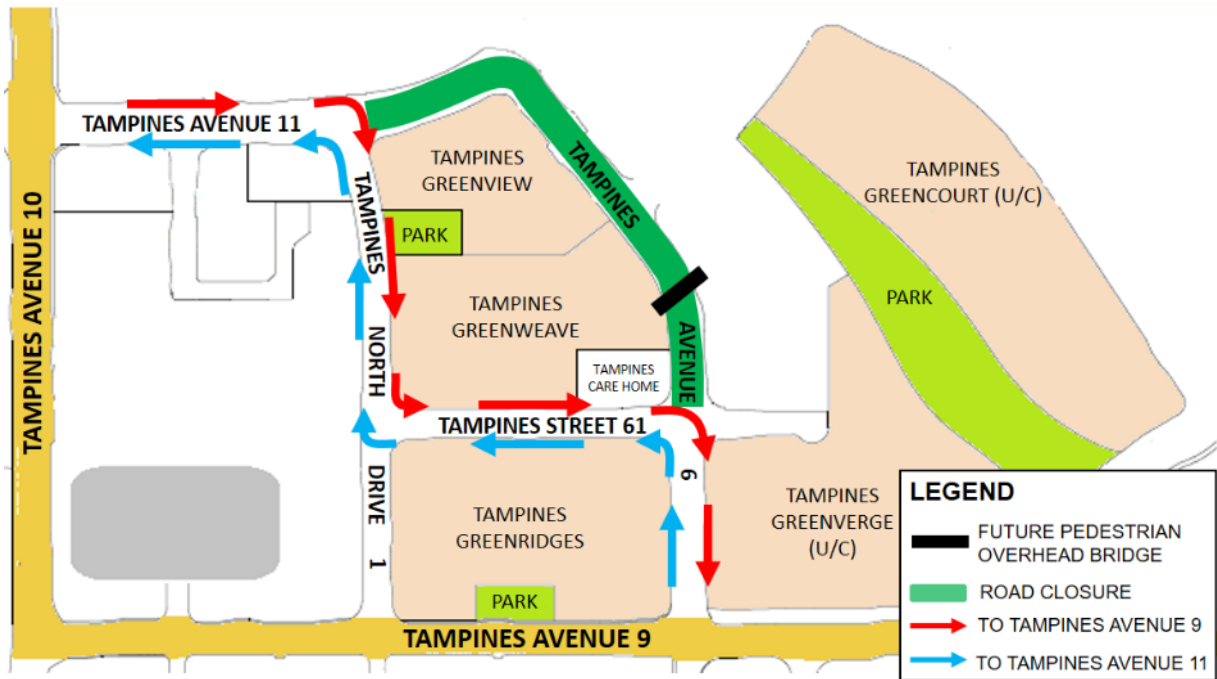 TAMPINES AVENUE 11
TAMPINES
GREENVIEW
TAMPINES
AVENUE
6
TAMPINES
GREENCOURT (U/C)
TAMPINES
NORTH
DRIVE
1
PARK
TAMPINES AVENUE 10
PARK
TAMPINES
GREENWEAVE
TAMPINES
CARE HOME
TAMPINES STREET 61
TAMPINES
GREENRIDGES
TAMPINES
GREENVERGE
(U/C)
PARK
TAMPINES AVENUE 9
LEGEND
FUTURE PEDESTRIAN
OVERHEAD BRIDGE
ROAD CLOSURE
TO TAMPINES AVENUE 9
TO TAMPINES AVENUE 11